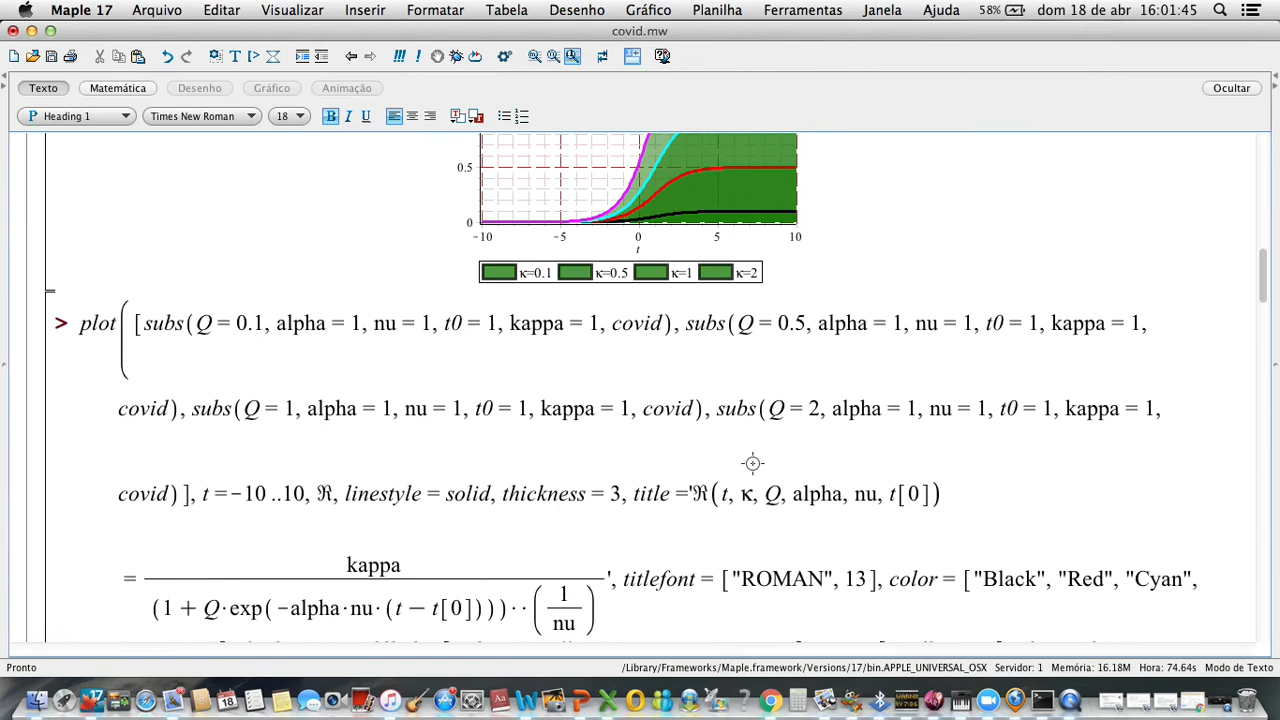 Maple 17 Arquivo Editar Visualizar Inserir Formatar Tabela Desenho Gráfico Planilha Ferramentas Janela Ajuda 58% dom 18 de abr 16:01:45
covid.mw
Texto Matemática Desenho Gráfico Animação Ocultar
P Heading 1 Times New Roman 18 B I U
0.5
0
-10 -5 0 5 10
t
κ=0.1 κ=0.5 κ=1 κ=2
> plot([subs(Q = 0.1, alpha = 1, nu = 1, t0 = 1, kappa = 1, covid), subs(Q = 0.5, alpha = 1, nu = 1, t0 = 1, kappa = 1,
covid), subs(Q = 1, alpha = 1, nu = 1, t0 = 1, kappa = 1, covid), subs(Q = 2, alpha = 1, nu = 1, t0 = 1, kappa = 1,
covid)], t = −10 ..10, ℜ, linestyle = solid, thickness = 3, title ='ℜ(t, κ, Q, alpha, nu, t[0])
kappa
= ', titlefont = ["ROMAN", 13], color = ["Black", "Red", "Cyan",
(1 + Q·exp(−alpha·nu·(t − t[0])))··(1
nu)
Pronto /Library/Frameworks/Maple.framework/Versions/17/bin.APPLE_UNIVERSAL_OSX Servidor: 1 Memória: 16.18M Hora: 74.64s Modo de Texto